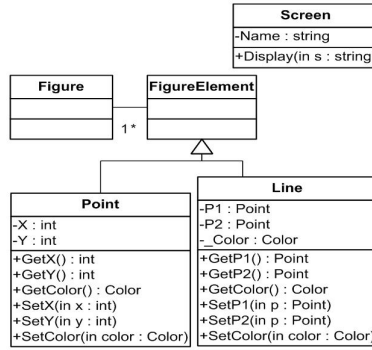 Screen
-Name : string
+Display(in s : string
Figure
FigureElement
1*
Point
-X : int
-Y : int
+GetX() : int
+GetY() : int
+GetColor() : Color
+SetX(in x : int)
+SetY(in y : int)
+SetColor(in color : Color)
Line
-P1 : Point
-P2 : Point
-_Color : Color
+GetP1() : Point
+GetP2() : Point
+GetColor() : Color
+SetP1(in p : Point)
+SetP2(in p : Point)
+SetColor(in color : Color)